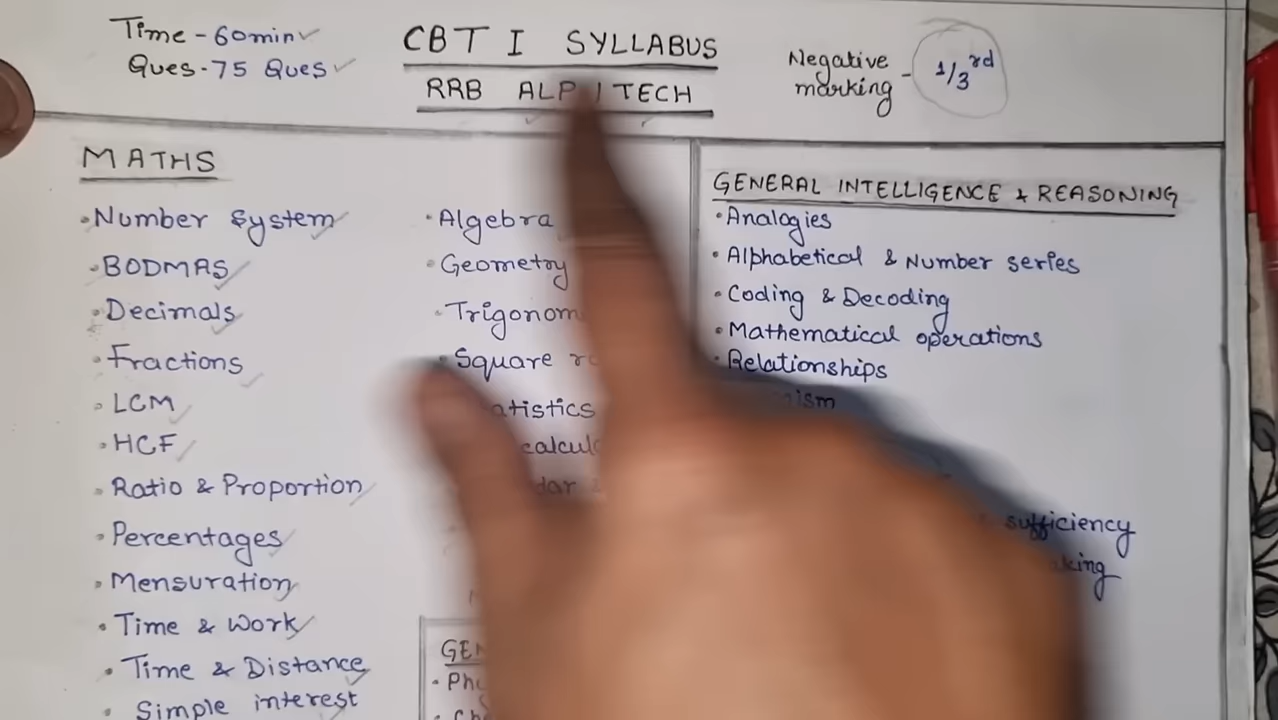 Time - 60min
Ques - 75 Ques
CBT I SYLLABUS
RRB ALP / TECH
Negative marking - 1/3rd
MATHS
• Number System
• BODMAS
• Decimals
• Fractions
• LCM
• HCF
• Ratio & Proportion
• Percentages
• Mensuration
• Time & Work
• Time & Distance
• Simple interest
• Algebra
• Geometry
• Square
GENERAL INTELLIGENCE & REASONING
• Analogies
• Alphabetical & Number series
• Coding & Decoding
• Mathematical operations
• Relationships
sufficiency